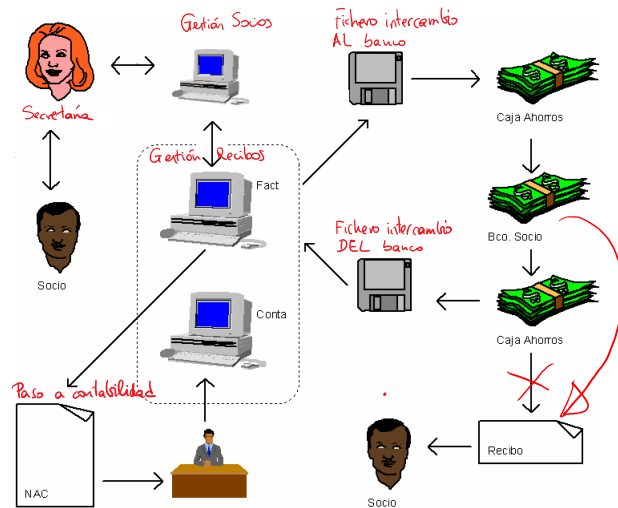 Gestión Socios
Fichero intercambio
AL banco
Secretaria
Caja Ahorros
Gestión Recibos
Fact
Bco. Socio
Fichero intercambio
DEL banco
Socio
Conta
Caja Ahorros
Paso a contabilidad
Recibo
NAC
Socio